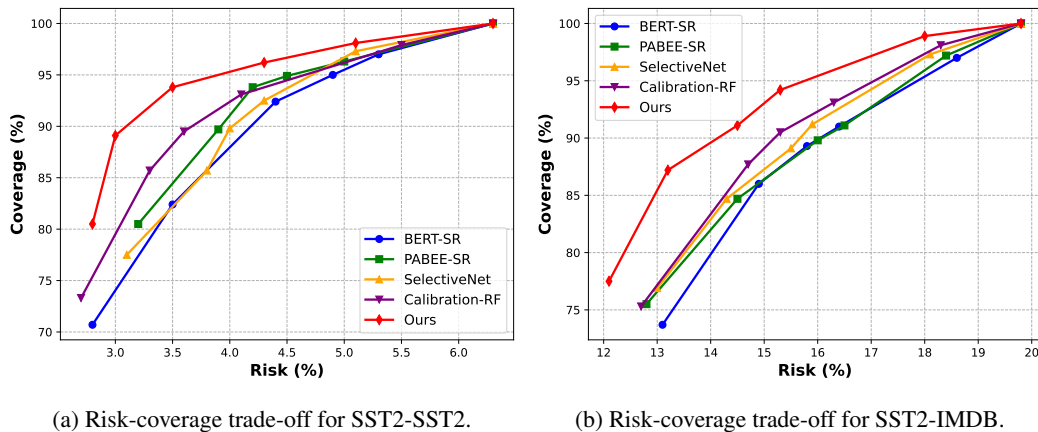 100
95
90
85
80
75
70
Coverage (%)
BERT-SR
PABEE-SR
SelectiveNet
Calibration-RF
Ours
3.0 3.5 4.0 4.5 5.0 5.5 6.0
Risk (%)
(a) Risk-coverage trade-off for SST2-SST2.
100
95
90
85
80
75
Coverage (%)
BERT-SR
PABEE-SR
SelectiveNet
Calibration-RF
Ours
12 13 14 15 16 17 18 19 20
Risk (%)
(b) Risk-coverage trade-off for SST2-IMDB.